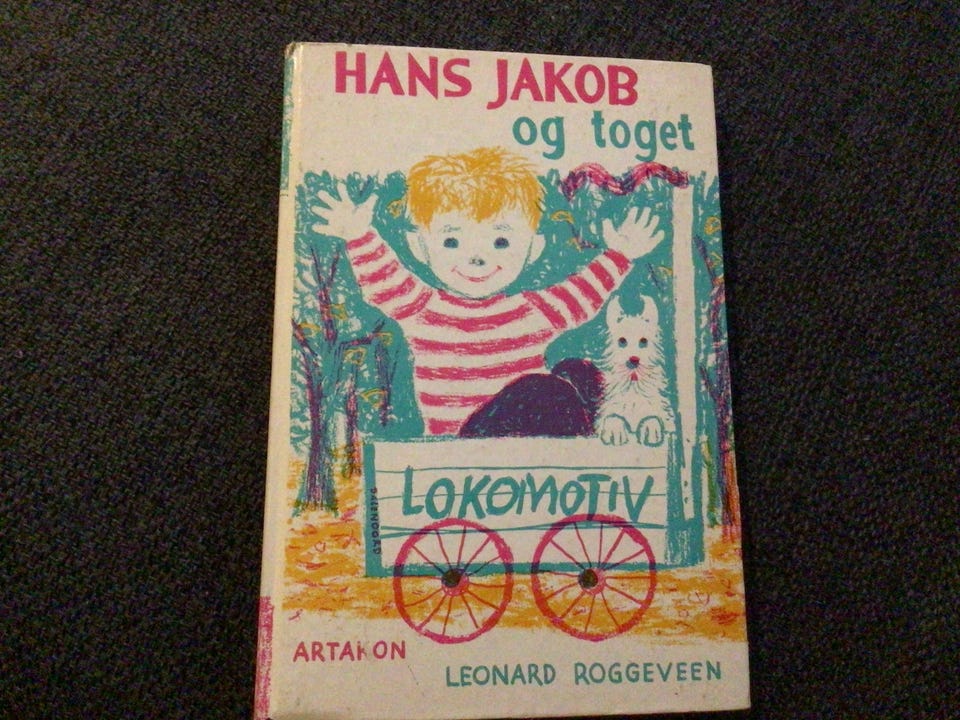 HANS JAKOB
og toget
LOKOMOTIV
ARTAKON
LEONARD ROGGEVEEN